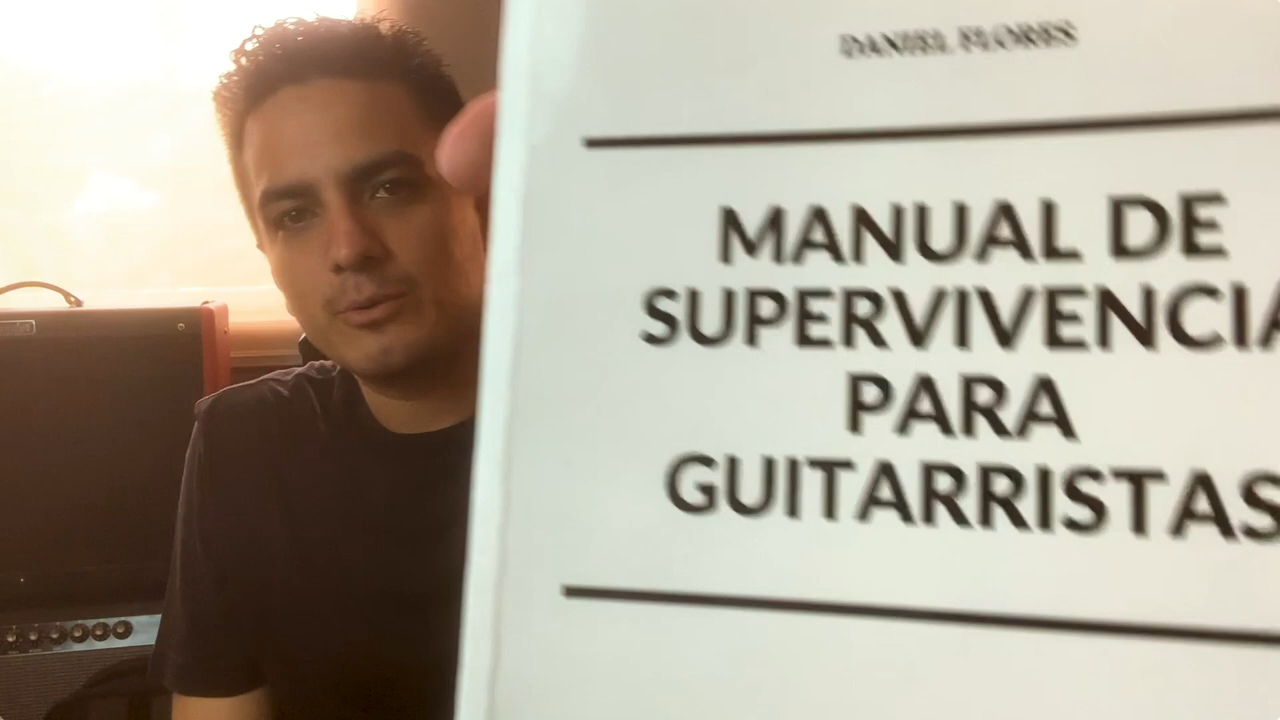 DANIEL FLORES
MANUAL DE
SUPERVIVENCIA
PARA
GUITARRISTAS